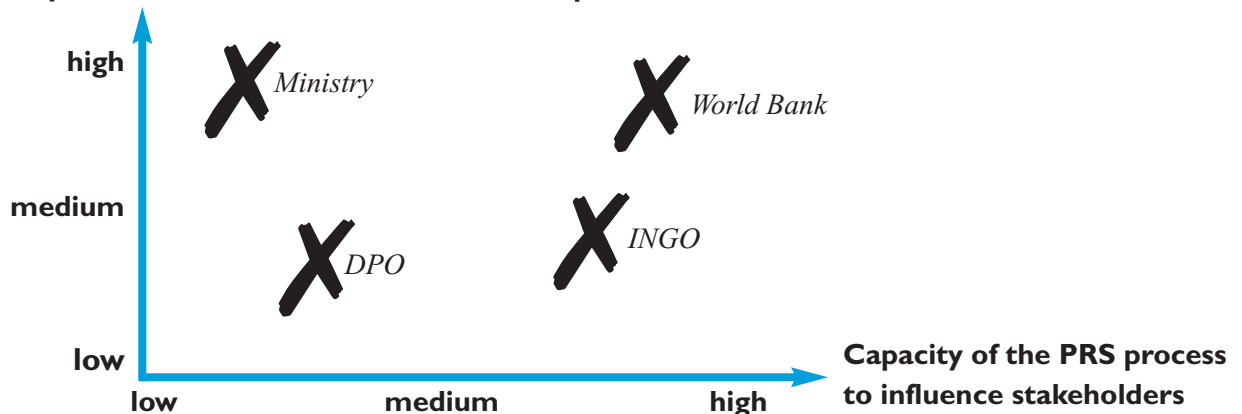 high
Ministry
World Bank
medium
INGO
DPO
low
Capacity of the PRS process
to influence stakeholders
low medium high